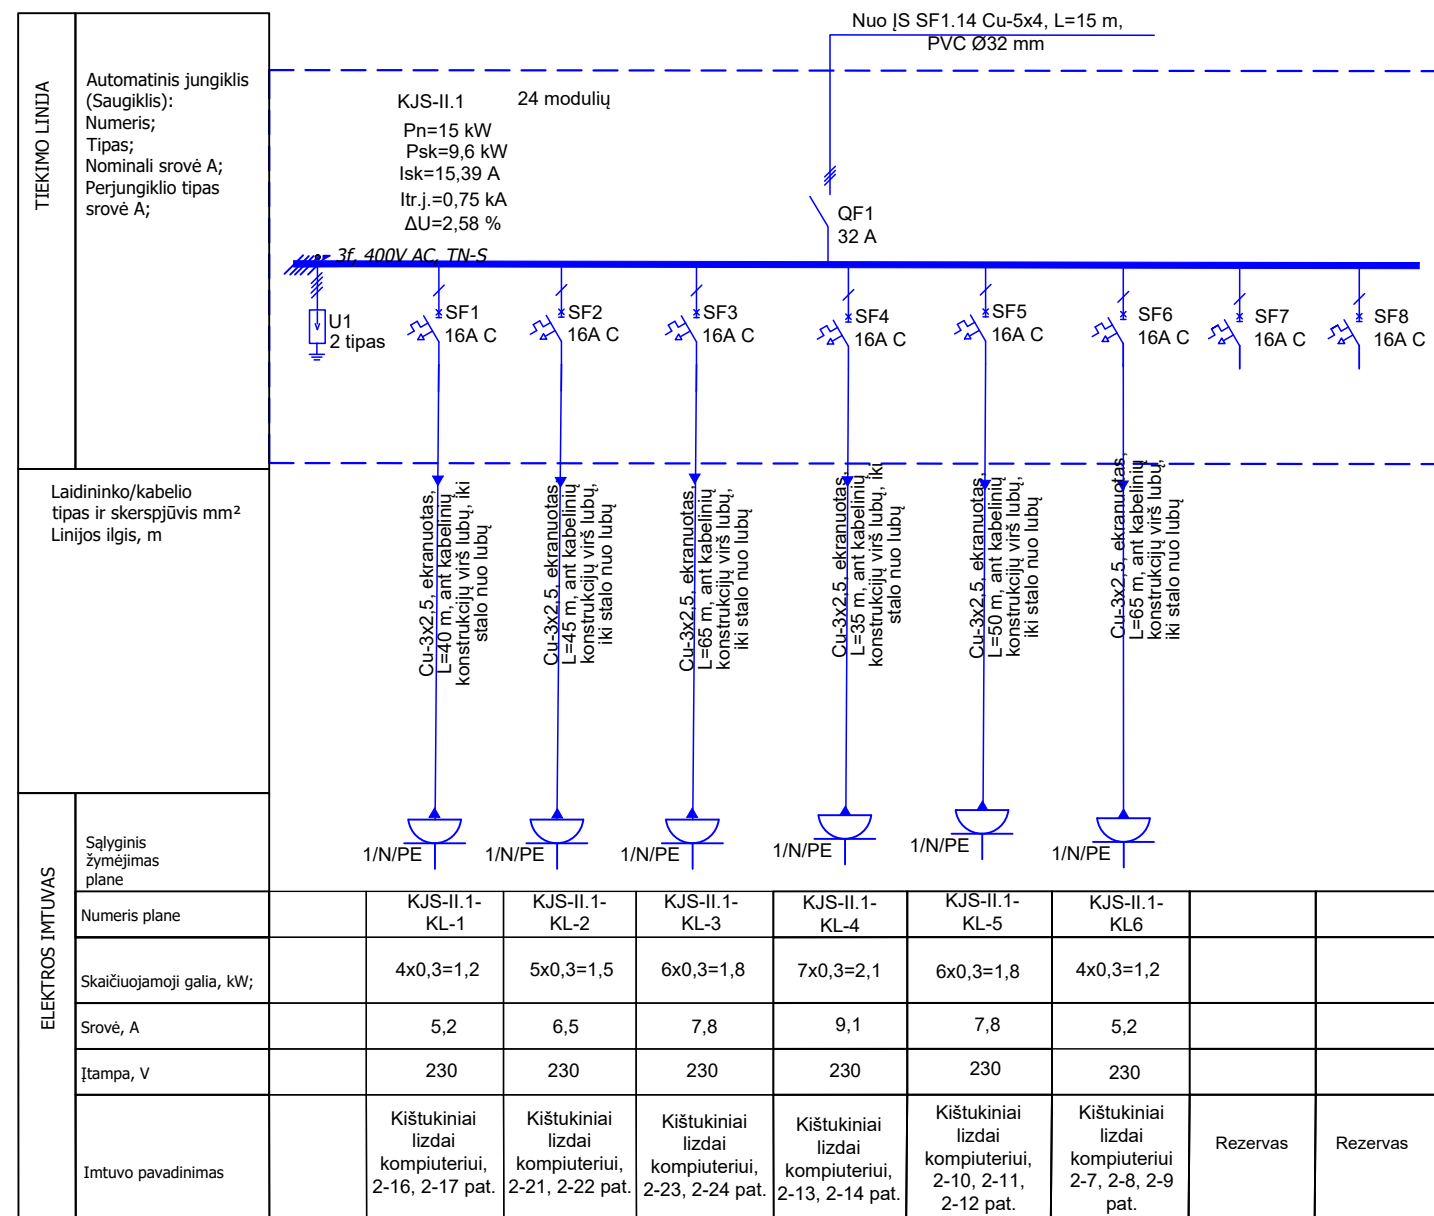 Nuo ĮS SF1.14 Cu-5x4, L=15 m,
PVC Ø32 mm
TIEKIMO LINIJA
Automatinis jungiklis
(Saugiklis):
Numeris;
Tipas;
Nominali srovė A;
Perjungiklio tipas
srovė A;
KJS-II.1
24 modulių
Pn=15 kW
Psk=9,6 kW
Isk=15,39 A
Itr.j.=0,75 kA
ΔU=2,58 %
QF1
32 A
3f, 400V AC, TN-S
U1
2 tipas
SF1
16A C
SF2
16A C
SF3
16A C
SF4
16A C
SF5
16A C
SF6
16A C
SF7
16A C
SF8
16A C
Laidininko/kabelio
tipas ir skerspjūvis mm²
Linijos ilgis, m
Cu-3x2,5, ekranuotas,
L=40 m, ant kabelinių
konstrukcijų virš lubų, iki
stalo nuo lubų
Cu-3x2,5, ekranuotas,
L=45 m, ant kabelinių
konstrukcijų virš lubų,
iki stalo nuo lubų
Cu-3x2,5, ekranuotas,
L=65 m, ant kabelinių
konstrukcijų virš lubų,
iki stalo nuo lubų
Cu-3x2,5, ekranuotas,
L=35 m, ant kabelinių
konstrukcijų virš lubų, iki
stalo nuo lubų
Cu-3x2,5, ekranuotas,
L=50 m, ant kabelinių
konstrukcijų virš lubų,
iki stalo nuo lubų
Cu-3x2,5, ekranuotas,
L=65 m, ant kabelinių
konstrukcijų virš lubų,
iki stalo nuo lubų
ELEKTROS IMTUVAS
Sąlyginis
žymėjimas
plane
1/N/PE
1/N/PE
1/N/PE
1/N/PE
1/N/PE
1/N/PE
Numeris plane
KJS-II.1-
KL-1
KJS-II.1-
KL-2
KJS-II.1-
KL-3
KJS-II.1-
KL-4
KJS-II.1-
KL-5
KJS-II.1-
KL6
Skaičiuojamoji galia, kW;
4x0,3=1,2
5x0,3=1,5
6x0,3=1,8
7x0,3=2,1
6x0,3=1,8
4x0,3=1,2
Srovė, A
5,2
6,5
7,8
9,1
7,8
5,2
Įtampa, V
230
230
230
230
230
230
Imtuvo pavadinimas
Kištukiniai
lizdai
kompiuteriui,
2-16, 2-17 pat.
Kištukiniai
lizdai
kompiuteriui,
2-21, 2-22 pat.
Kištukiniai
lizdai
kompiuteriui,
2-23, 2-24 pat.
Kištukiniai
lizdai
kompiuteriui,
2-13, 2-14 pat.
Kištukiniai
lizdai
kompiuteriui,
2-10, 2-11,
2-12 pat.
Kištukiniai
lizdai
kompiuteriui
2-7, 2-8, 2-9
pat.
Rezervas
Rezervas